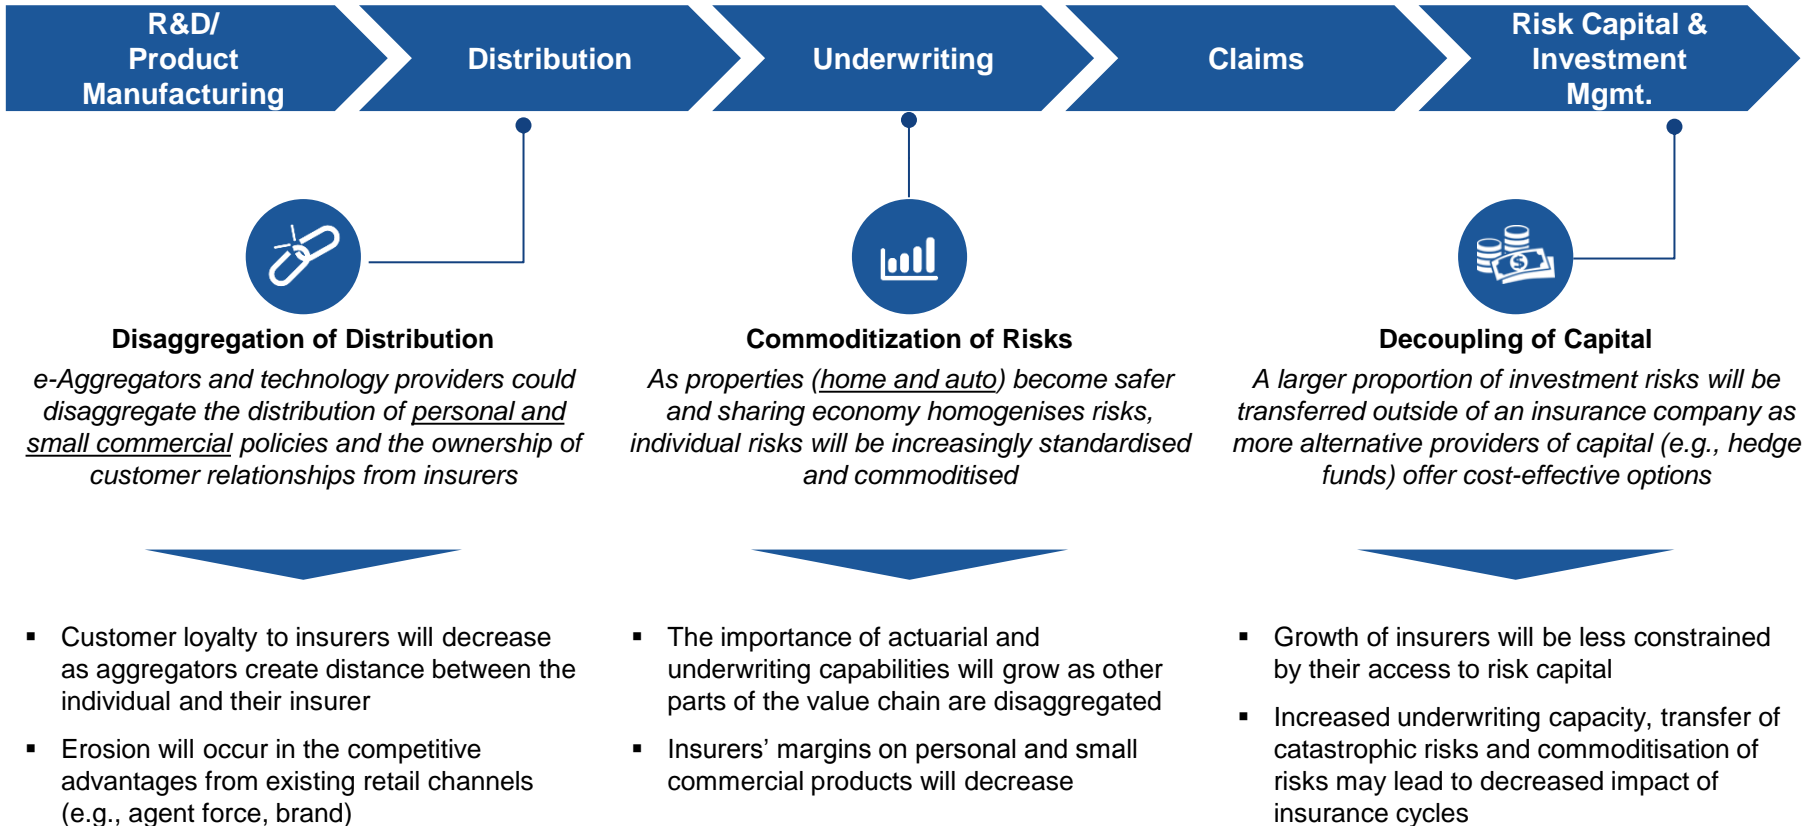 R&D/
Product
Manufacturing
Distribution
Underwriting
Claims
Risk Capital &
Investment
Mgmt.
Disaggregation of Distribution
e-Aggregators and technology providers could
disaggregate the distribution of personal and
small commercial policies and the ownership of
customer relationships from insurers
Commoditization of Risks
As properties (home and auto) become safer
and sharing economy homogenises risks,
individual risks will be increasingly standardised
and commoditised
Decoupling of Capital
A larger proportion of investment risks will be
transferred outside of an insurance company as
more alternative providers of capital (e.g., hedge
funds) offer cost-effective options
▪ Customer loyalty to insurers will decrease
as aggregators create distance between the
individual and their insurer
▪ Erosion will occur in the competitive
advantages from existing retail channels
(e.g., agent force, brand)
▪ The importance of actuarial and
underwriting capabilities will grow as other
parts of the value chain are disaggregated
▪ Insurers’ margins on personal and small
commercial products will decrease
▪ Growth of insurers will be less constrained
by their access to risk capital
▪ Increased underwriting capacity, transfer of
catastrophic risks and commoditisation of
risks may lead to decreased impact of
insurance cycles